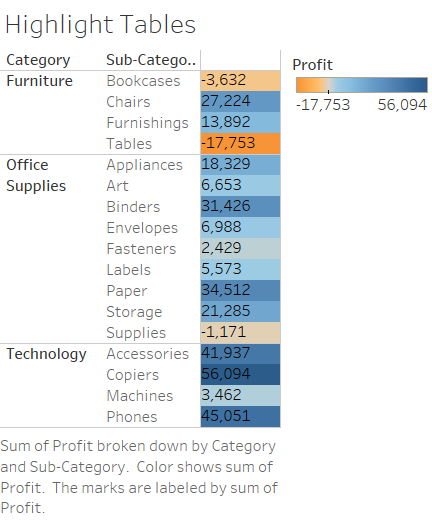 Highlight Tables
Category Sub-Catego..
Furniture Bookcases -3,632
Chairs 27,224
Furnishings 13,892
Tables -17,753
Office Supplies Appliances 18,329
Art 6,653
Binders 31,426
Envelopes 6,988
Fasteners 2,429
Labels 5,573
Paper 34,512
Storage 21,285
Supplies -1,171
Technology Accessories 41,937
Copiers 56,094
Machines 3,462
Phones 45,051
Profit
-17,753 56,094
Sum of Profit broken down by Category
and Sub-Category. Color shows sum of
Profit. The marks are labeled by sum of
Profit.